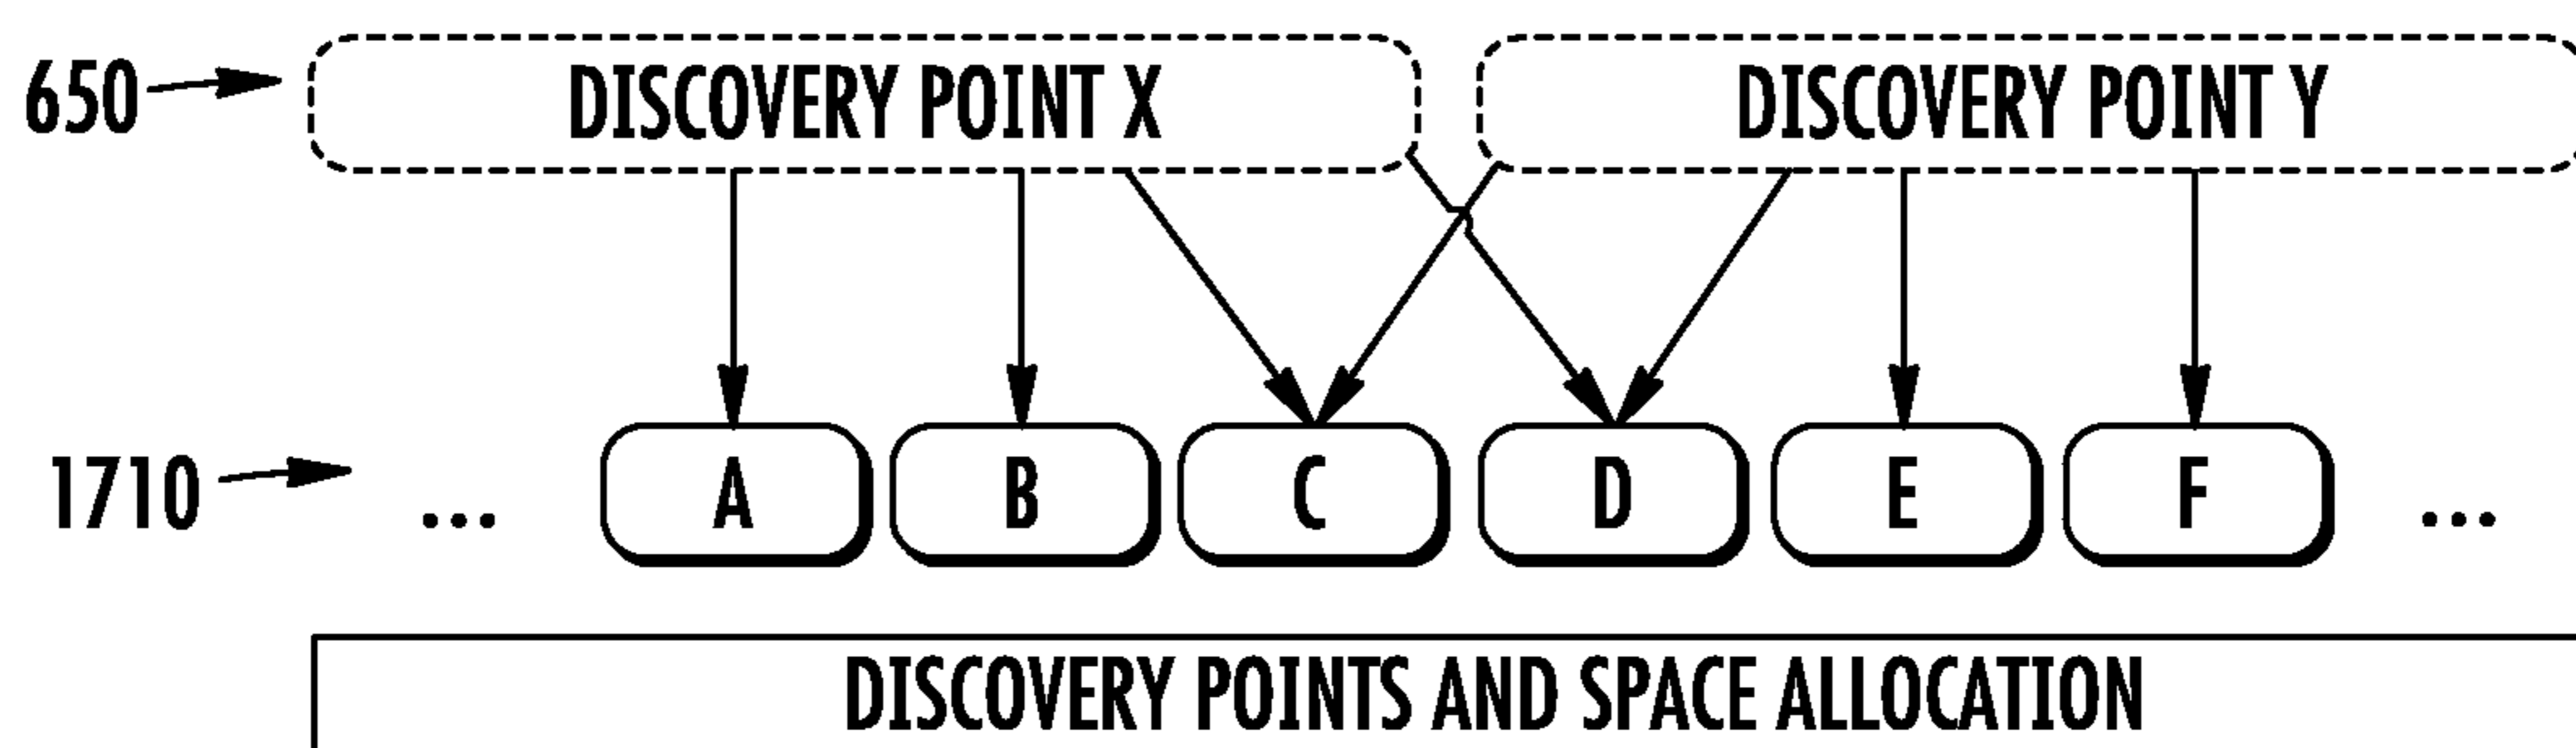 650 DISCOVERY POINT X DISCOVERY POINT Y
1710 ... A B C D E F ...
DISCOVERY POINTS AND SPACE ALLOCATION